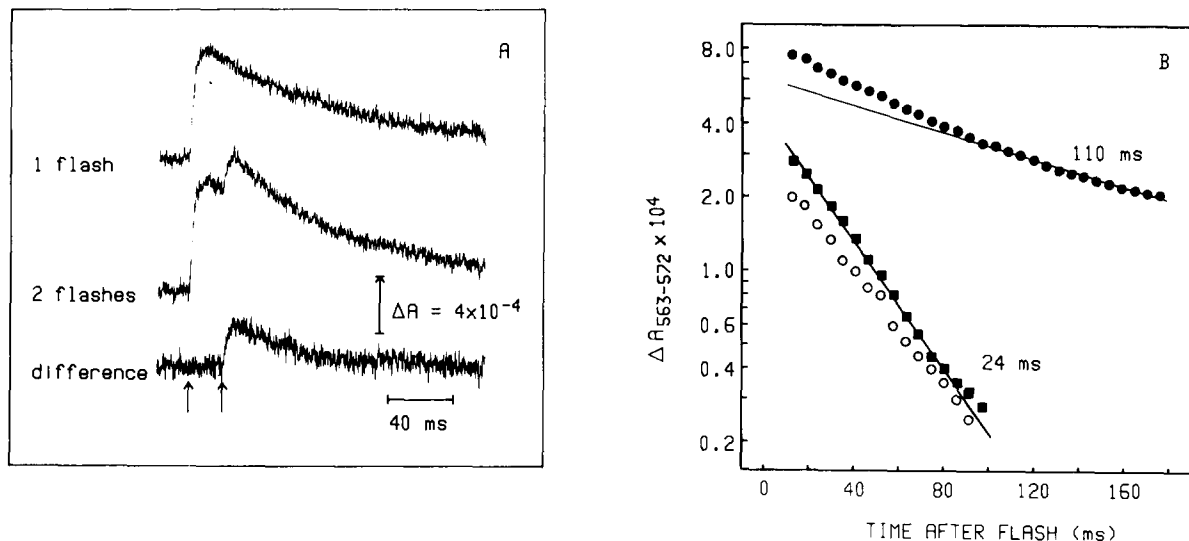 A
1 flash
2 flashes
ΔA = 4x10⁻⁴
difference
40 ms
B
8.0
4.0
2.0
1.0
0.6
0.4
0.2
110 ms
24 ms
ΔA₅₆₃₋₅₇₂ x 10⁴
0 40 80 120 160
TIME AFTER FLASH (ms)